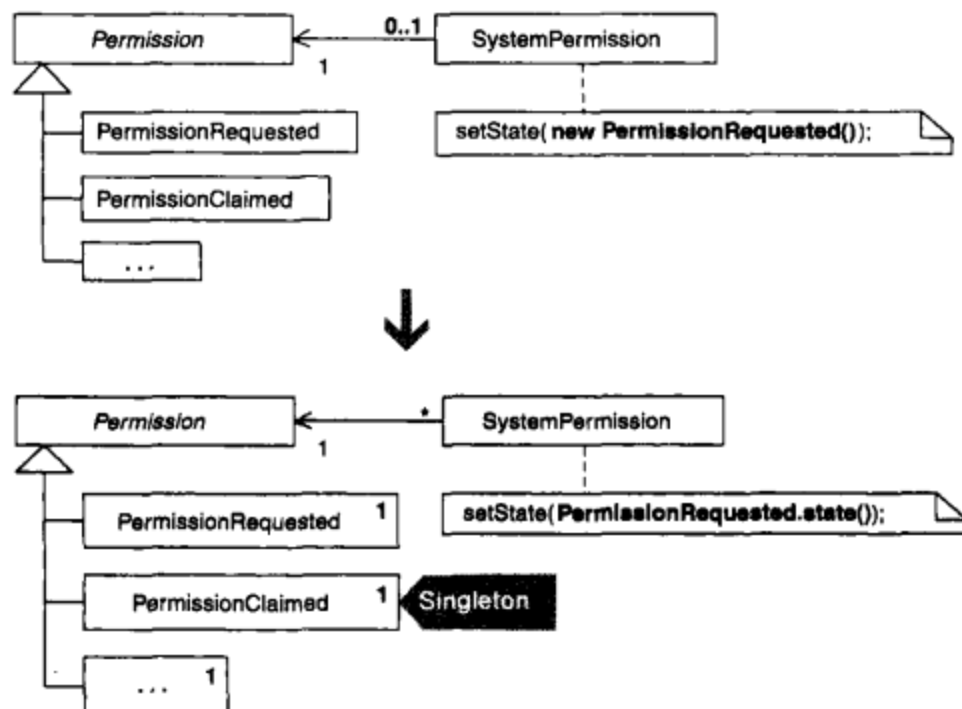 Permission
0..1
SystemPermission
1
PermissionRequested
setState( new PermissionRequested());
PermissionClaimed
...
Permission
*
SystemPermission
1
PermissionRequested 1
setState(PermissionRequested.state());
PermissionClaimed 1
Singleton
... 1